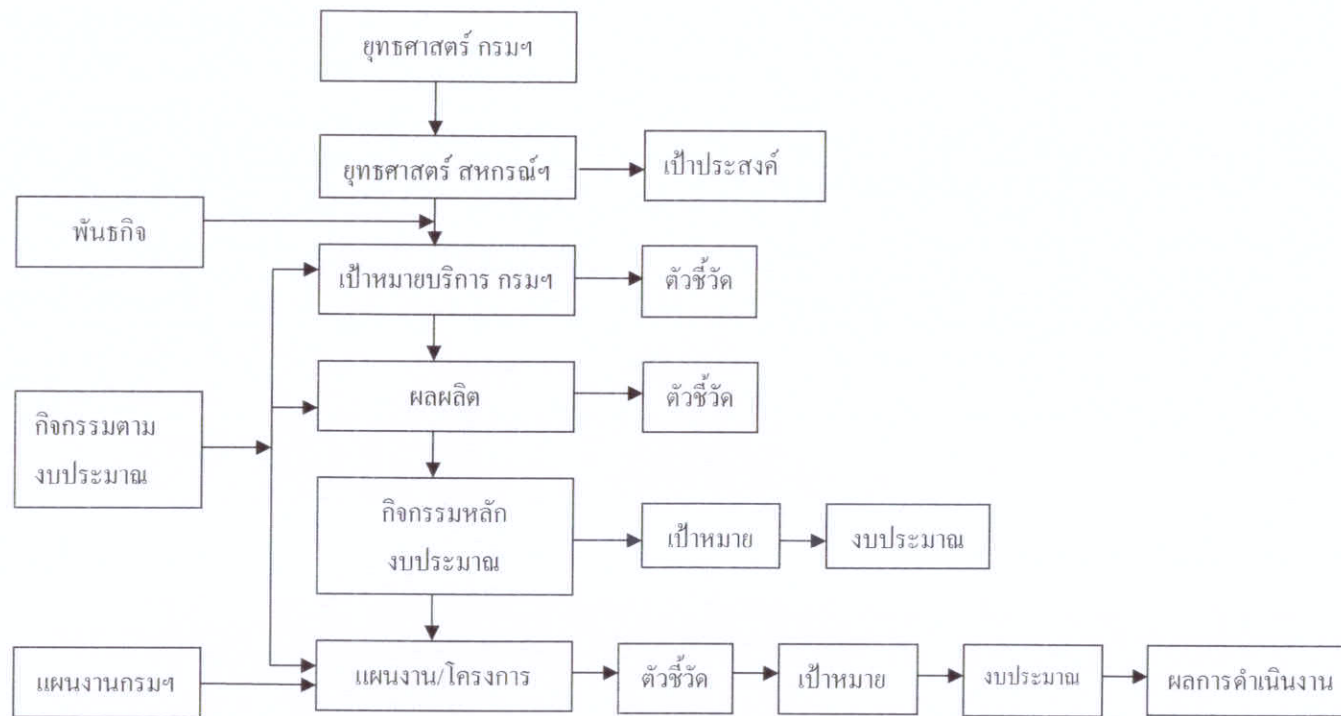 ยุทธศาสตร์ กรมฯ
ยุทธศาสตร์ สหกรณ์ฯ
เป้าประสงค์
พันธกิจ
เป้าหมายบริการ กรมฯ
ตัวชี้วัด
ผลผลิต
ตัวชี้วัด
กิจกรรมตาม
งบประมาณ
กิจกรรมหลัก
งบประมาณ
เป้าหมาย
งบประมาณ
แผนงานกรมฯ
แผนงาน/โครงการ
ตัวชี้วัด
เป้าหมาย
งบประมาณ
ผลการดำเนินงาน